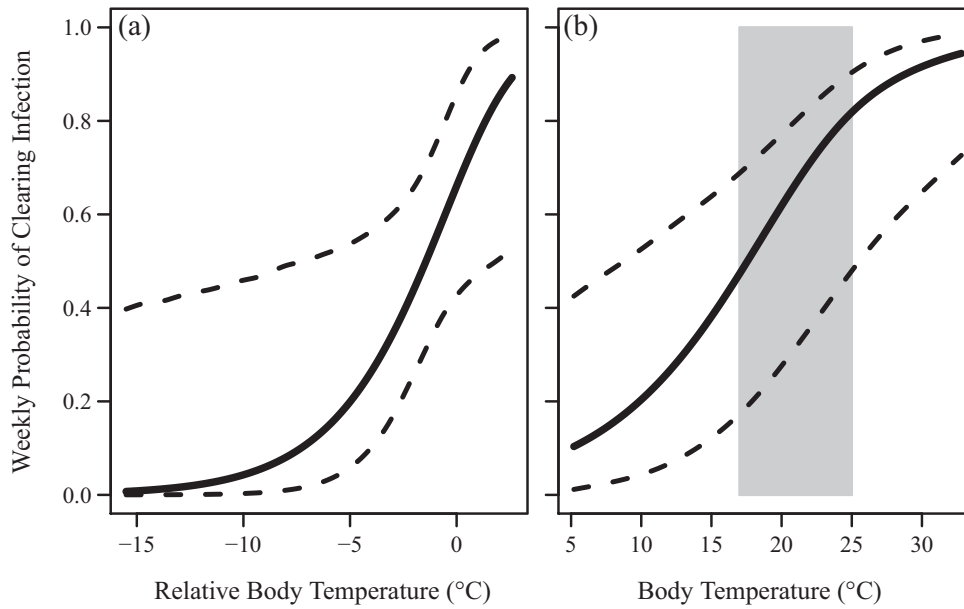 (a)
(b)
Weekly Probability of Clearing Infection
1.0
0.8
0.6
0.4
0.2
0.0
−15 −10 −5 0
5 10 15 20 25 30
Relative Body Temperature (°C)
Body Temperature (°C)